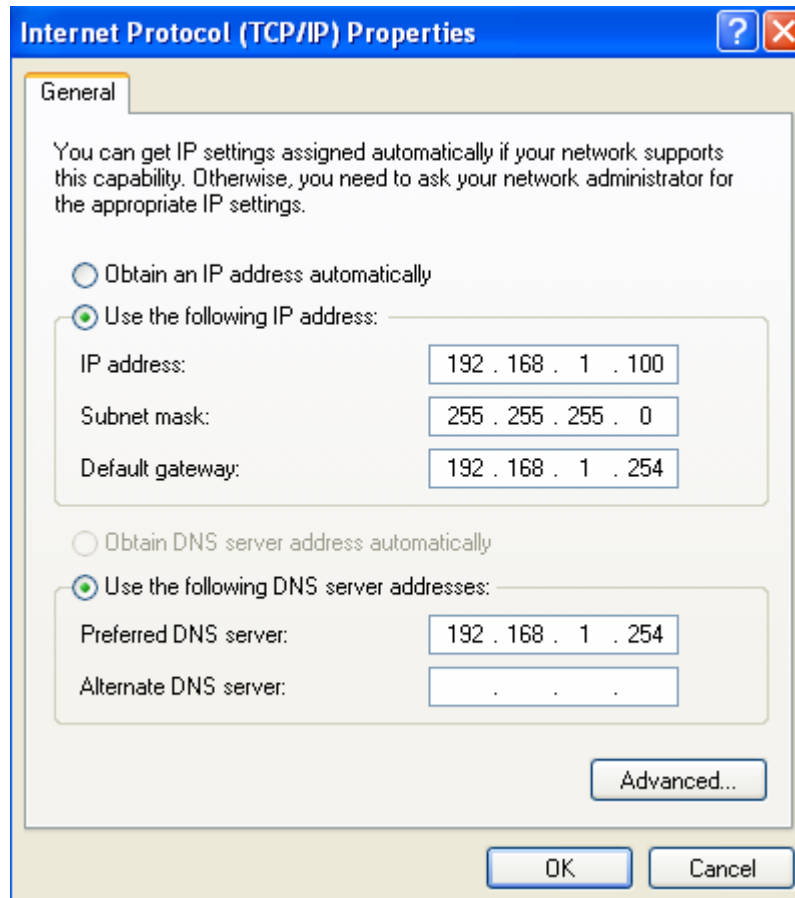 Internet Protocol (TCP/IP) Properties
General
You can get IP settings assigned automatically if your network supports
this capability. Otherwise, you need to ask your network administrator for
the appropriate IP settings.
Obtain an IP address automatically
Use the following IP address:
IP address: 192 . 168 . 1 . 100
Subnet mask: 255 . 255 . 255 . 0
Default gateway: 192 . 168 . 1 . 254
Obtain DNS server address automatically
Use the following DNS server addresses:
Preferred DNS server: 192 . 168 . 1 . 254
Alternate DNS server: . . .
Advanced...
OK Cancel